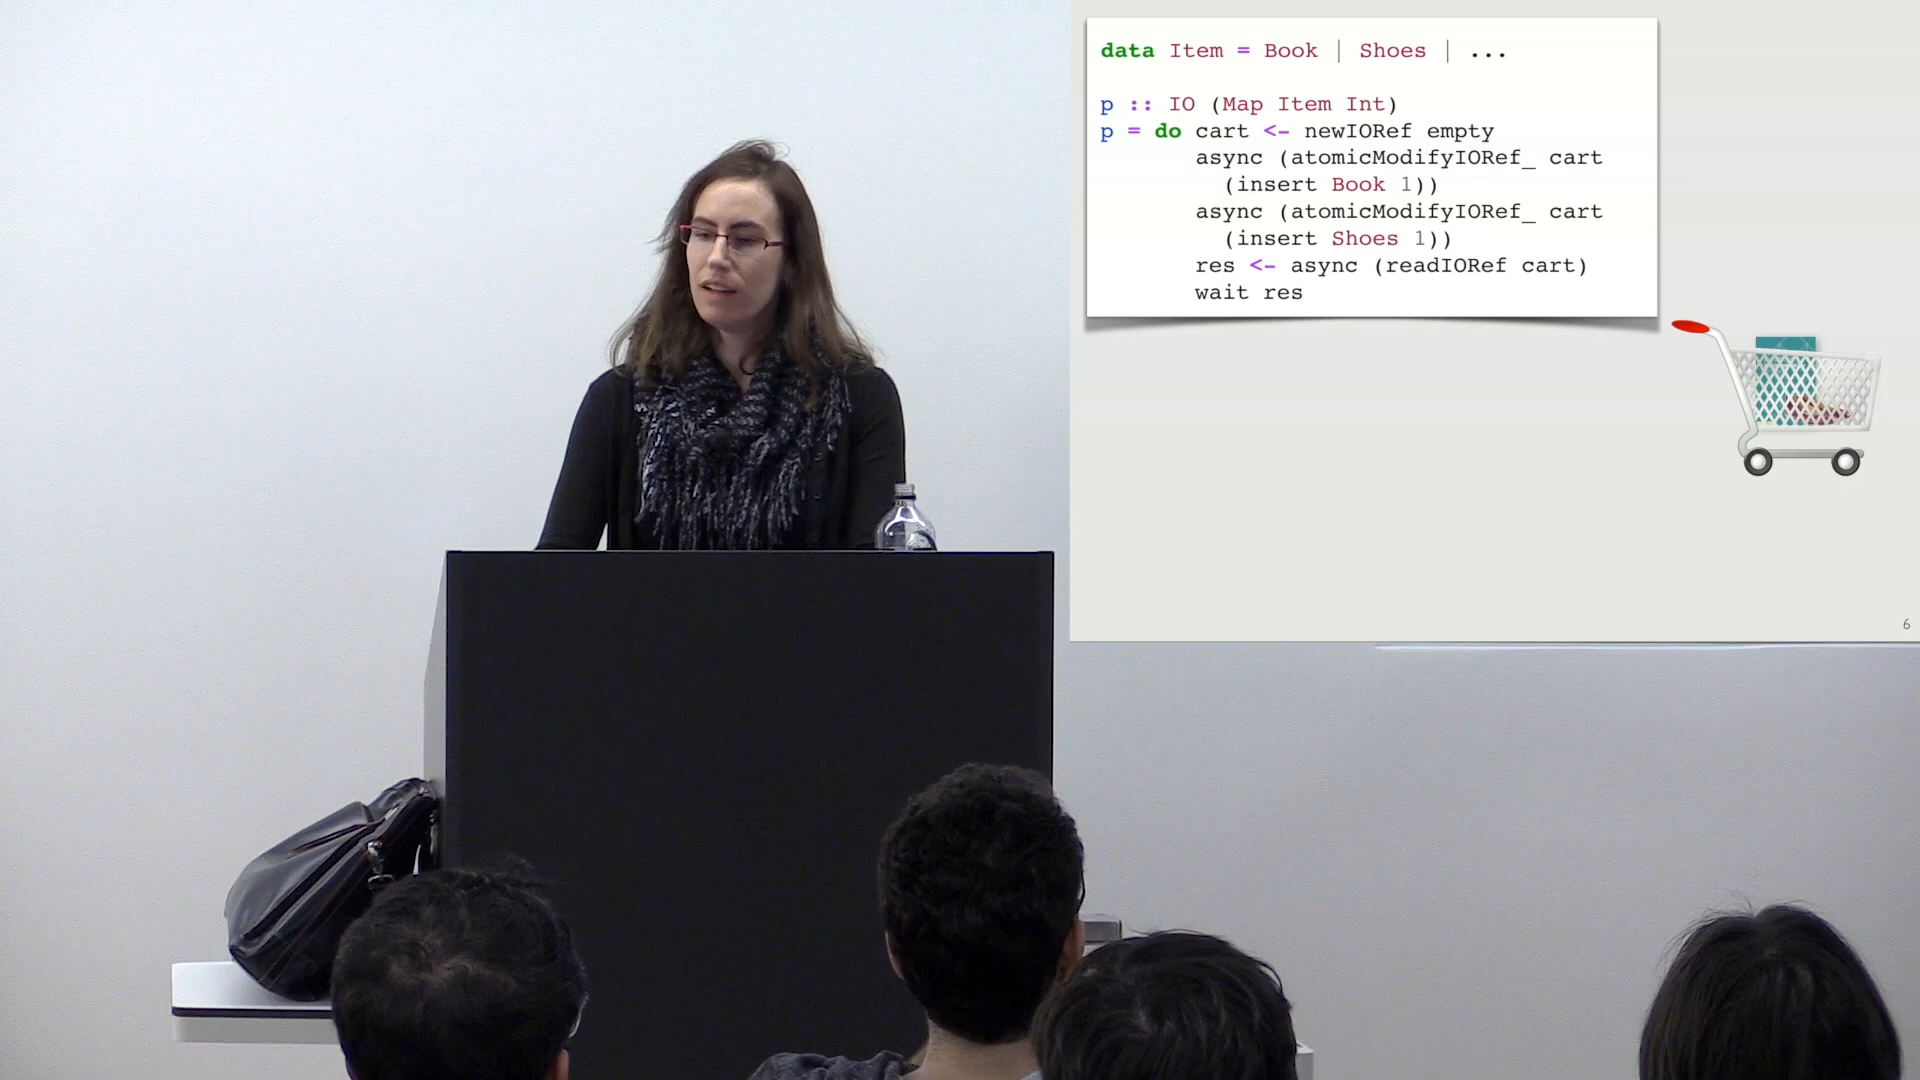 data Item = Book | Shoes | ...
p :: IO (Map Item Int)
p = do cart <- newIORef empty
async (atomicModifyIORef_ cart
(insert Book 1))
async (atomicModifyIORef_ cart
(insert Shoes 1))
res <- async (readIORef cart)
wait res
6